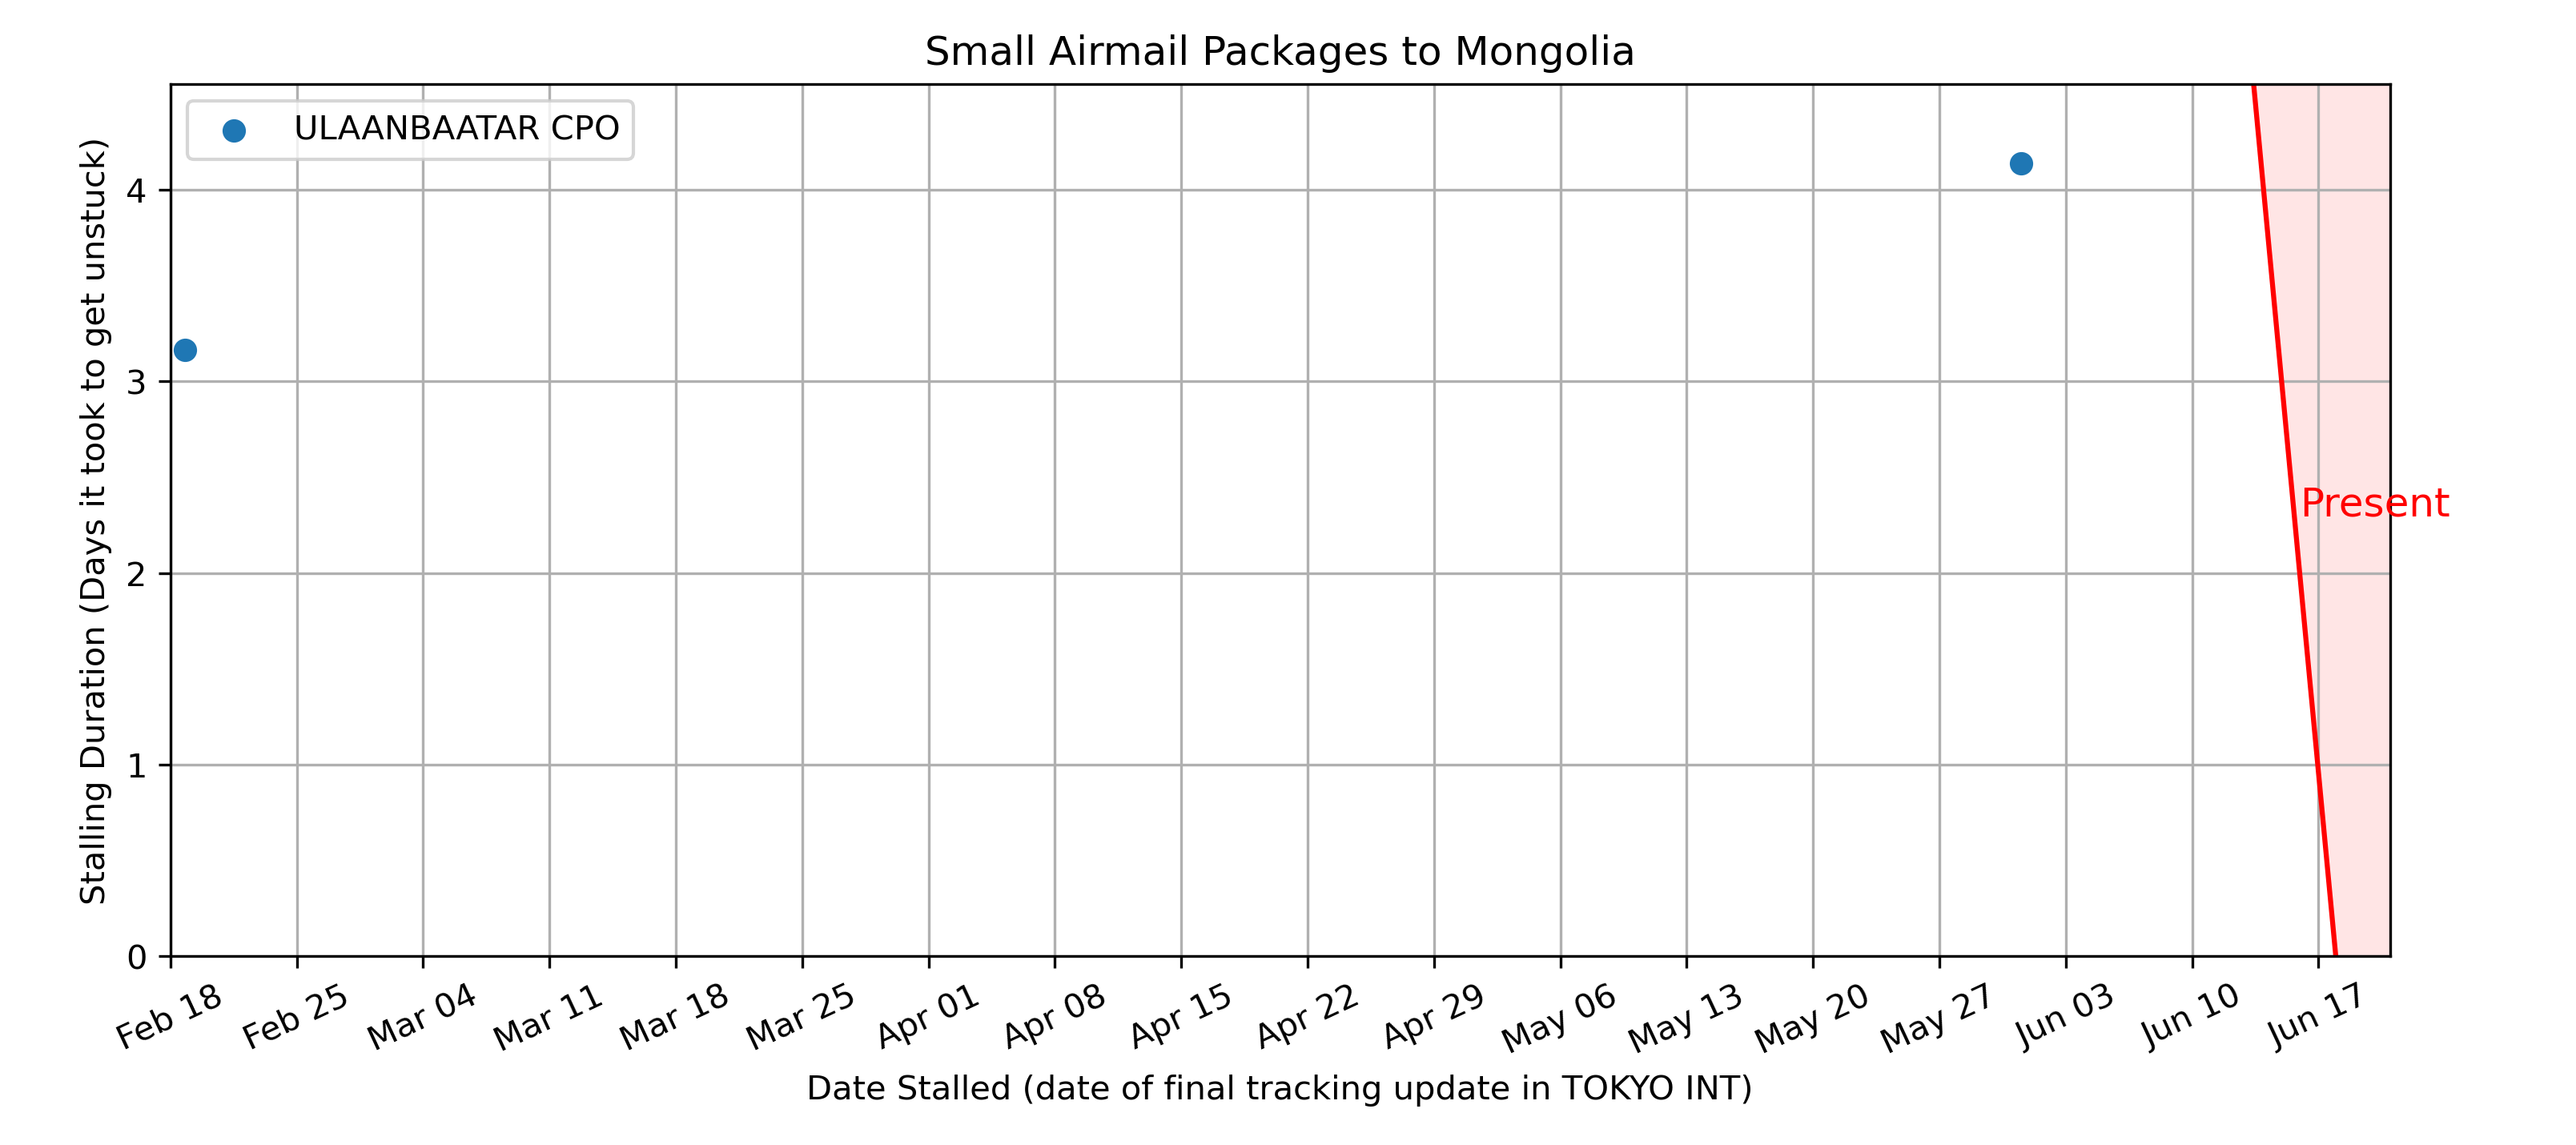 Small Airmail Packages to Mongolia
ULAANBAATAR CPO
Stalling Duration (Days it took to get unstuck)
4
3
2
1
0
Present
Feb 18
Feb 25
Mar 04
Mar 11
Mar 18
Mar 25
Apr 01
Apr 08
Apr 15
Apr 22
Apr 29
May 06
May 13
May 20
May 27
Jun 03
Jun 10
Jun 17
Date Stalled (date of final tracking update in TOKYO INT)